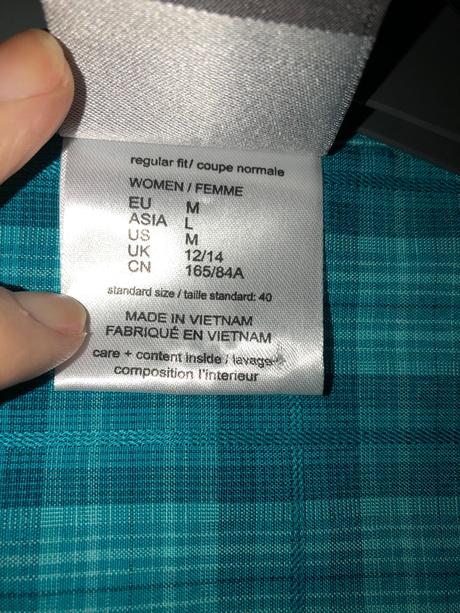 regular fit/ coupe normale
WOMEN / FEMME
EU M
ASIA L
US M
UK 12/14
CN 165/84A
standard size / taille standard: 40
MADE IN VIETNAM
FABRIQUÉ EN VIETNAM
care + content inside / lavage
composition l'interieur